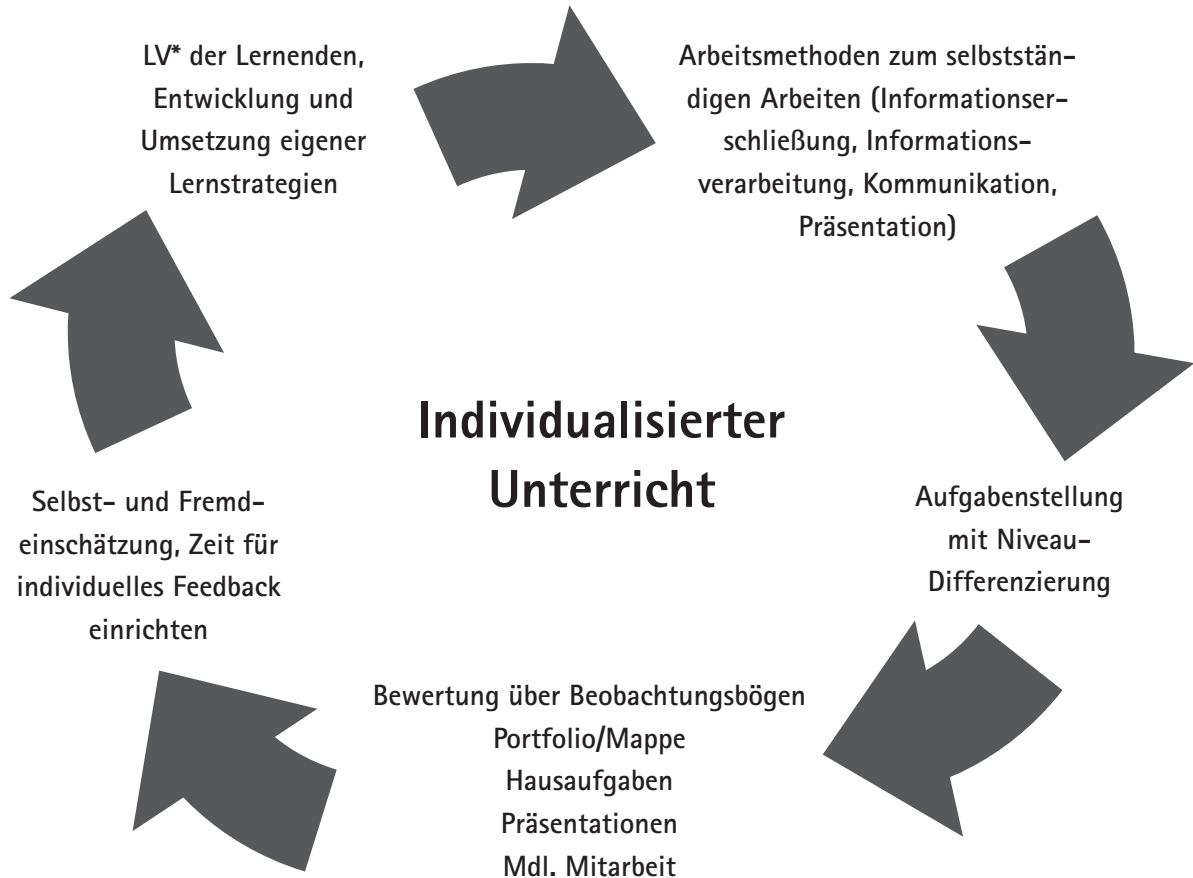 LV* der Lernenden,
Entwicklung und
Umsetzung eigener
Lernstrategien
Arbeitsmethoden zum selbststän-
digen Arbeiten (Informationser-
schließung, Informations-
verarbeitung, Kommunikation,
Präsentation)
Individualisierter
Unterricht
Aufgabenstellung
mit Niveau-
Differenzierung
Bewertung über Beobachtungsbögen
Portfolio/Mappe
Hausaufgaben
Präsentationen
Mdl. Mitarbeit
Selbst- und Fremd-
einschätzung, Zeit für
individuelles Feedback
einrichten